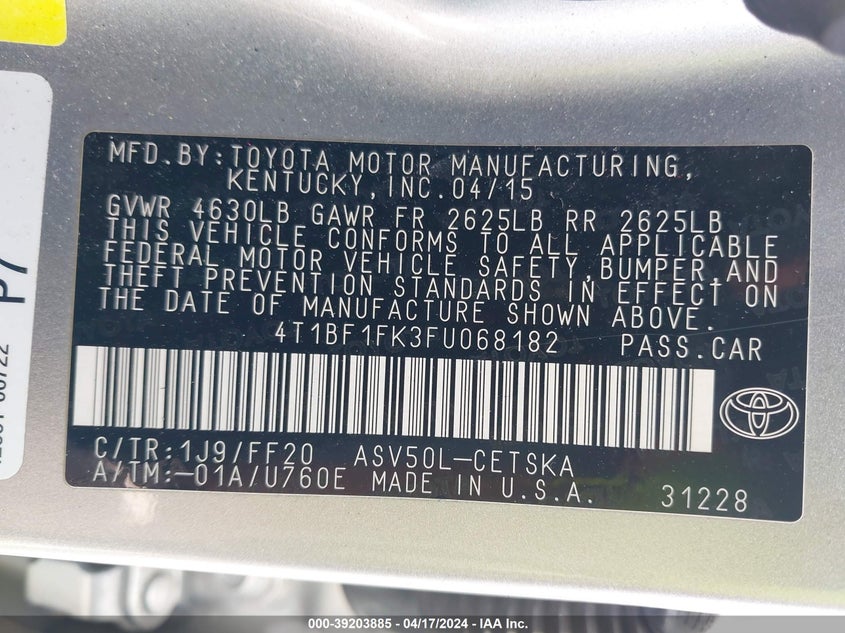 MFD.BY:TOYOTA MOTOR MANUFACTURING,
KENTUCKY,INC.04/15
GVWR 4630LB GAWR FR 2625LB RR 2625LB
THIS VEHICLE CONFORMS TO ALL APPLICABLE
FEDERAL MOTOR VEHICLE SAFETY,BUMPER,AND
THEFT PREVENTION STANDARDS IN EFFECT ON
THE DATE OF MANUFACTURE SHOWN ABOVE.
4T1BF1FK3FU068182 PASS.CAR
C/TR:1J9/FF20 ASV50L-CETSKA
A/TM:-01A/U760E MADE IN U.S.A. 31228
P7
000-39203885 - 04/17/2024 - IAA Inc.